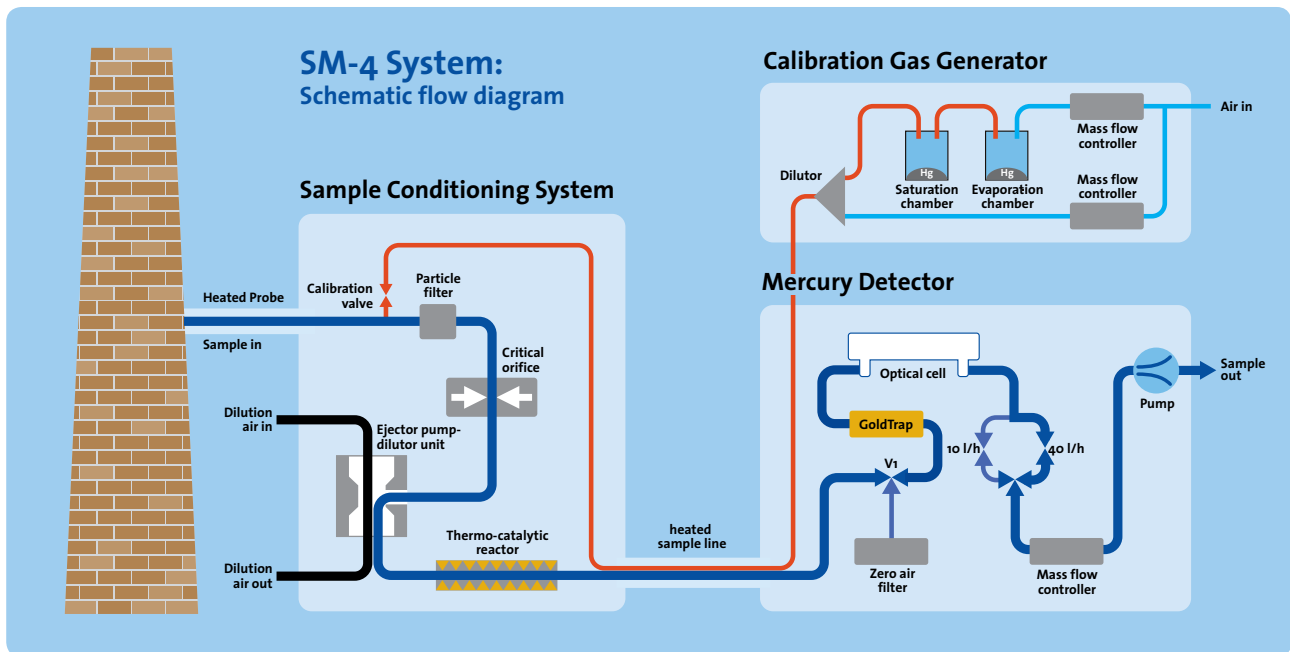 SM-4 System:
Schematic flow diagram
Calibration Gas Generator
Air in
Mass flow
controller
Dilutor
Hg
Hg
Saturation
chamber
Evaporation
chamber
Mass flow
controller
Sample Conditioning System
Heated Probe
Sample in
Calibration
valve
Particle
filter
Critical
orifice
Dilution
air in
Ejector pump-
dilutor unit
Thermo-catalytic
reactor
Dilution
air out
heated
sample line
Mercury Detector
Optical cell
GoldTrap
V1
10 l/h
40 l/h
Zero air
filter
Mass flow
controller
Pump
Sample
out